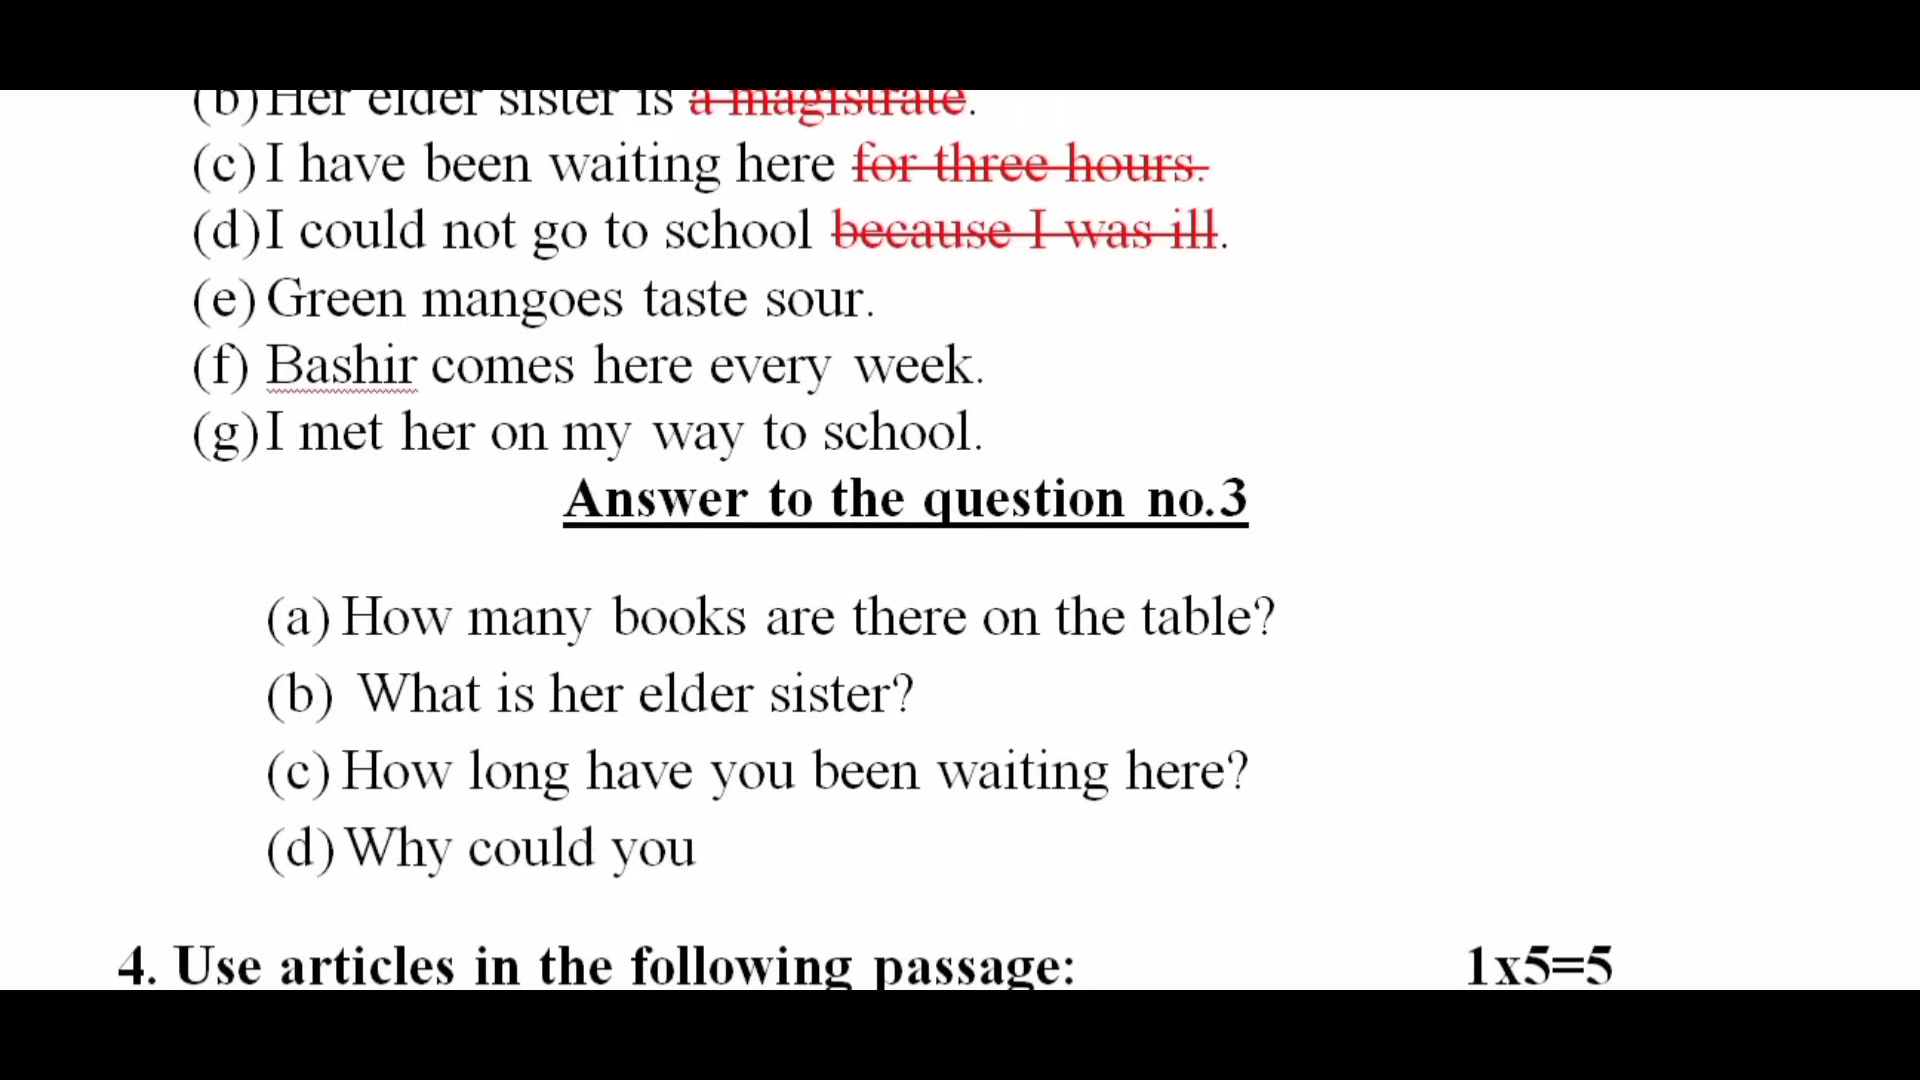 (b) Her elder sister is a magistrate.
(c) I have been waiting here for three hours.
(d) I could not go to school because I was ill.
(e) Green mangoes taste sour.
(f) Bashir comes here every week.
(g) I met her on my way to school.
Answer to the question no.3
(a) How many books are there on the table?
(b) What is her elder sister?
(c) How long have you been waiting here?
(d) Why could you
4. Use articles in the following passage: 1x5=5